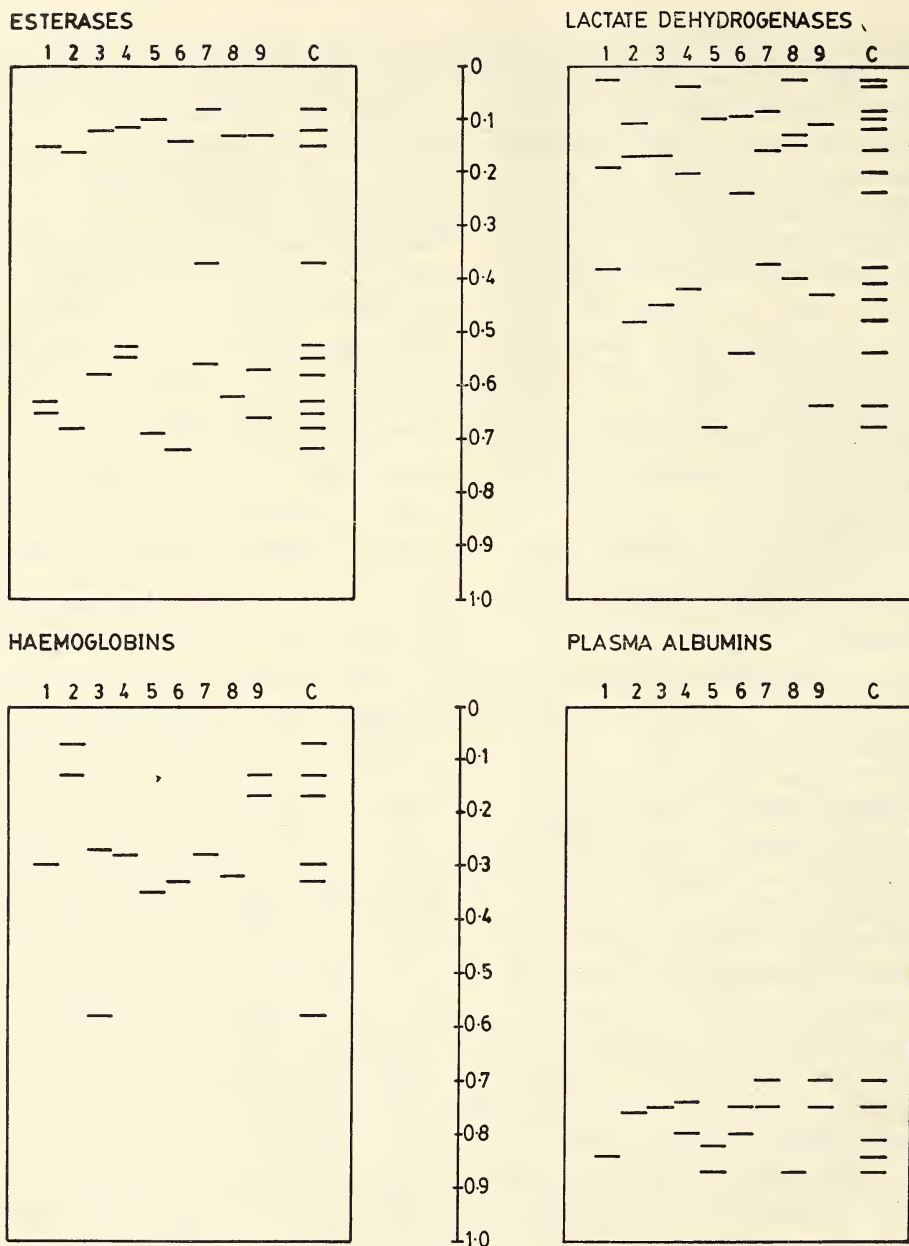 ESTERASES
1 2 3 4 5 6 7 8 9 C
LACTATE DEHYDROGENASES
1 2 3 4 5 6 7 8 9 C
0
0·1
0·2
0·3
0·4
0·5
0·6
0·7
0·8
0·9
1·0
HAEMOGLOBINS
1 2 3 4 5 6 7 8 9 C
PLASMA ALBUMINS
1 2 3 4 5 6 7 8 9 C
0
0·1
0·2
0·3
0·4
0·5
0·6
0·7
0·8
0·9
1·0